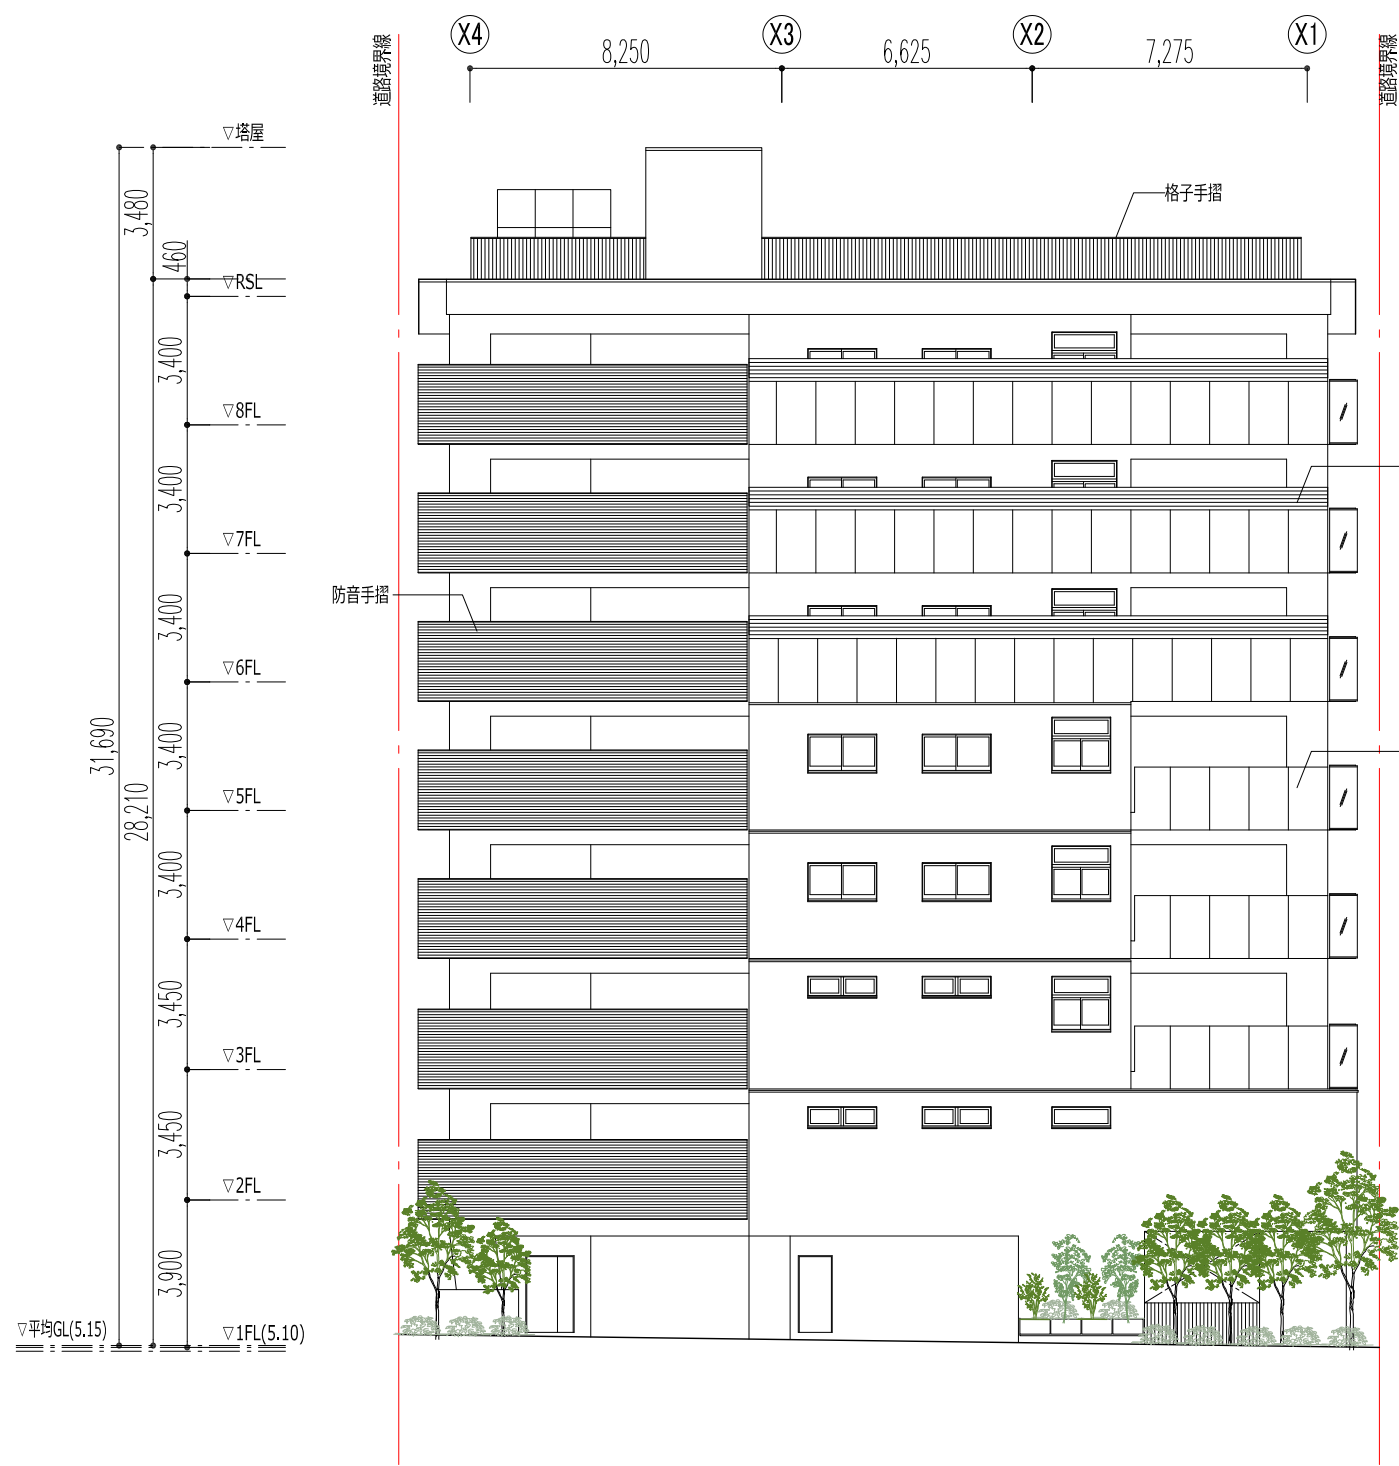 X4
X3
X2
X1
道路境界線
8,250
6,625
7,275
道路境界線
▽塔屋
3,480
格子手摺
460
▽RSL
3,400
▽8FL
3,400
▽7FL
防音手摺
3,400
▽6FL
31,690
3,400
28,210
▽5FL
3,400
▽4FL
3,450
▽3FL
3,450
▽2FL
3,900
▽平均GL(5.15)
▽1FL(5.10)